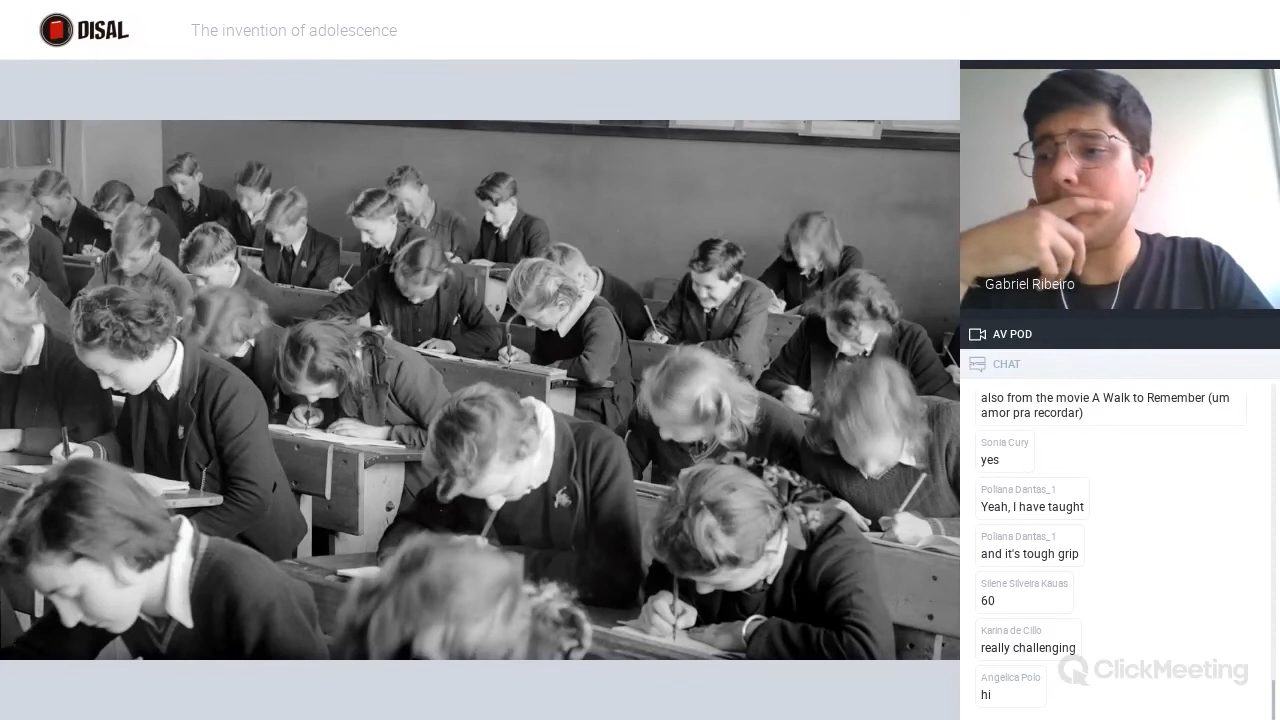 DISAL
The invention of adolescence
Gabriel Ribeiro
AV POD
CHAT
also from the movie A Walk to Remember (um
amor pra recordar)
Sonia Cury
yes
Poliana Dantas_1
Yeah, I have taught
Poliana Dantas_1
and it's tough grip
Silene Silveira Kauas
60
Karina de Cillo
really challenging
Angelica Polo
hi
ClickMeeting